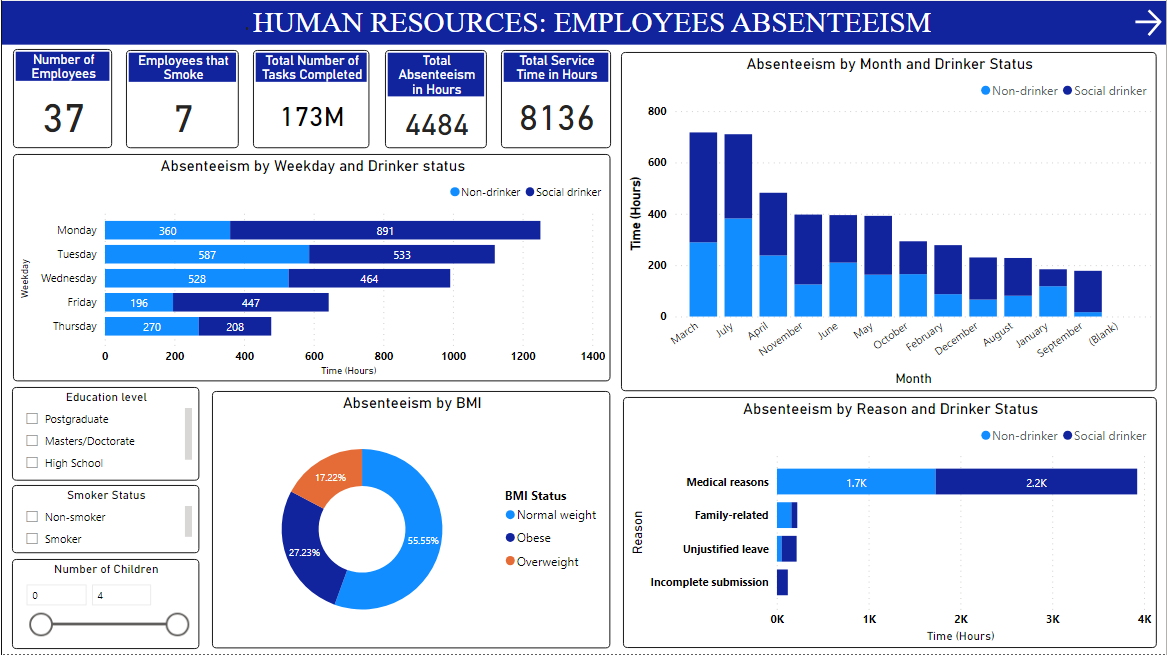 HUMAN RESOURCES: EMPLOYEES ABSENTEEISM
Number of
Employees
37
Employees that
Smoke
7
Total Number of
Tasks Completed
173M
Total
Absenteeism
in Hours
4484
Total Service
Time in Hours
8136
Absenteeism by Weekday and Drinker status
Non-drinker Social drinker
Weekday
Monday 360 891
Tuesday 587 533
Wednesday 528 464
Friday 196 447
Thursday 270 208
0 200 400 600 800 1000 1200 1400
Time (Hours)
Absenteeism by Month and Drinker Status
Non-drinker Social drinker
Time (Hours)
800
600
400
200
0
March July April November June May October February December August January September (Blank)
Month
Education level
Postgraduate
Masters/Doctorate
High School
Smoker Status
Non-smoker
Smoker
Number of Children
0 4
Absenteeism by BMI
17.22%
27.23%
55.55%
BMI Status
Normal weight
Obese
Overweight
Absenteeism by Reason and Drinker Status
Non-drinker Social drinker
Reason
Medical reasons 1.7K 2.2K
Family-related
Unjustified leave
Incomplete submission
0K 1K 2K 3K 4K
Time (Hours)